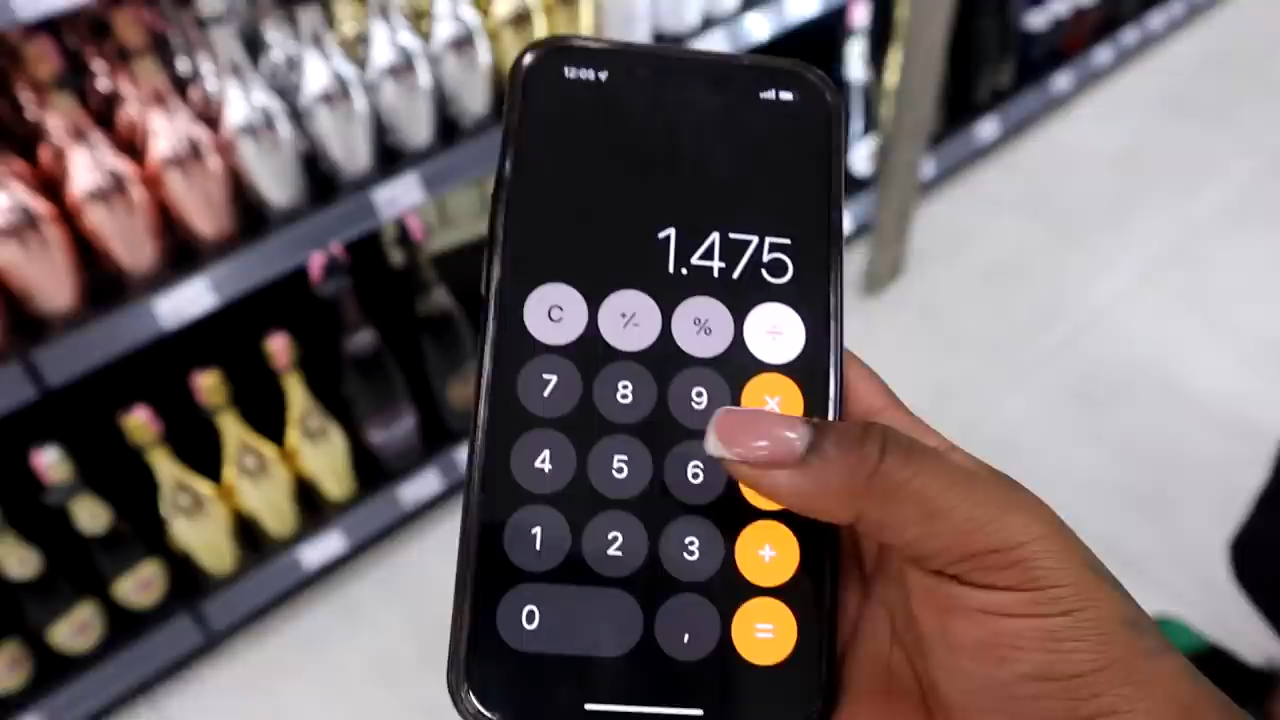 12:05
1.475
C +/- % ÷
7 8 9 ×
4 5 6
1 2 3 +
0 , =